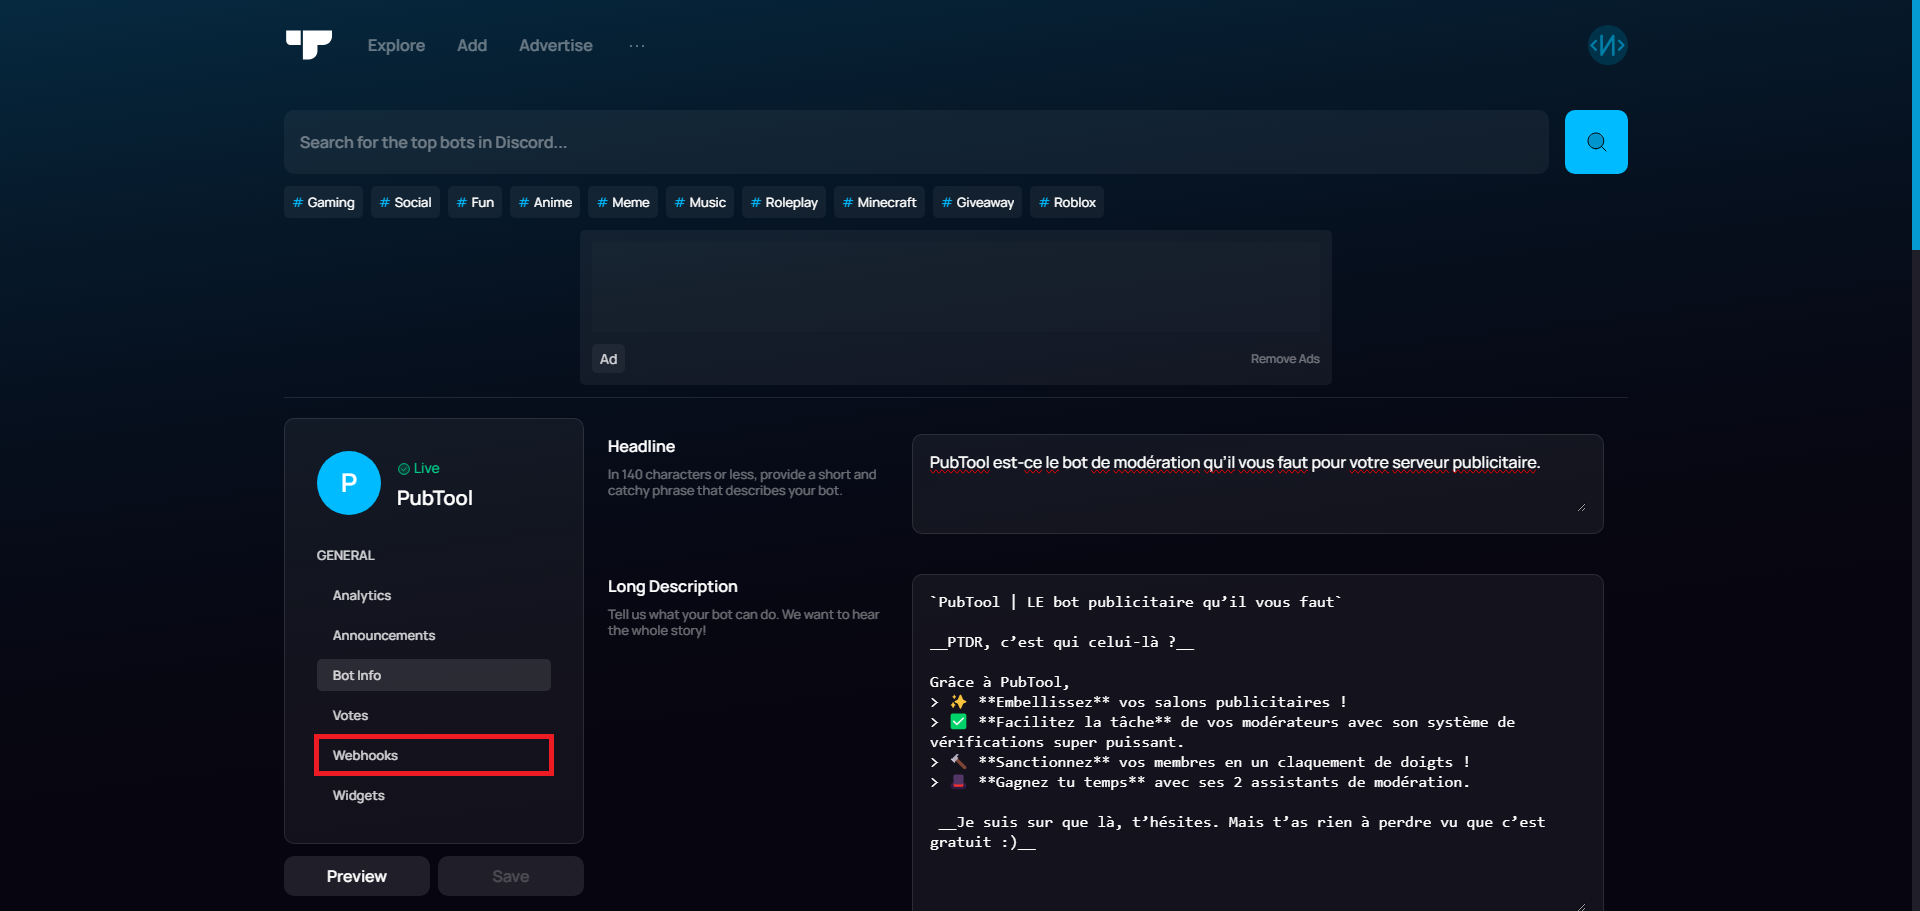 Explore Add Advertise ...
<И>
Search for the top bots in Discord...
# Gaming # Social # Fun # Anime # Meme # Music # Roleplay # Minecraft # Giveaway # Roblox
Ad Remove Ads
P
Live
PubTool
GENERAL
Analytics
Announcements
Bot Info
Votes
Webhooks
Widgets
Preview Save
Headline
In 140 characters or less, provide a short and
catchy phrase that describes your bot.
PubTool est-ce le bot de modération qu’il vous faut pour votre serveur publicitaire.
Long Description
Tell us what your bot can do. We want to hear
the whole story!
`PubTool | LE bot publicitaire qu’il vous faut`
__PTDR, c’est qui celui-là ?__
Grâce à PubTool,
> ✨ **Embellissez** vos salons publicitaires !
> ✅ **Facilitez la tâche** de vos modérateurs avec son système de
vérifications super puissant.
> 🔨 **Sanctionnez** vos membres en un claquement de doigts !
> 🎩 **Gagnez tu temps** avec ses 2 assistants de modération.
__Je suis sur que là, t’hésites. Mais t’as rien à perdre vu que c’est
gratuit :)__